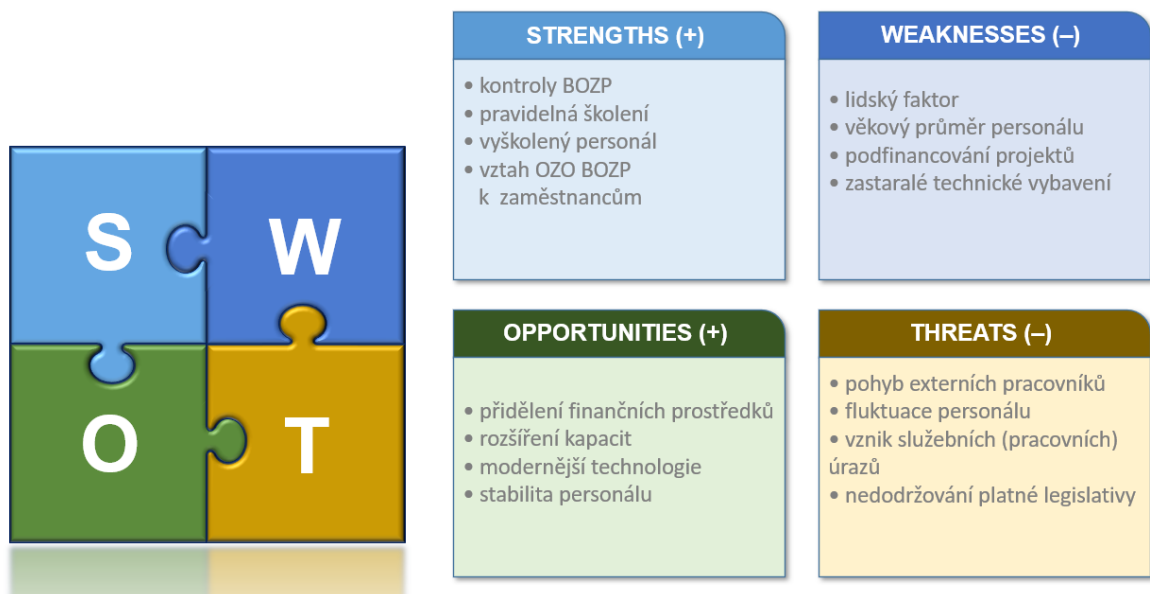 S
W
O
T
STRENGTHS (+)
• kontroly BOZP
• pravidelná školení
• vyškolený personál
• vztah OZO BOZP
k zaměstnancům
WEAKNESSES (–)
• lidský faktor
• věkový průměr personálu
• podfinancování projektů
• zastaralé technické vybavení
OPPORTUNITIES (+)
• přidělení finančních prostředků
• rozšíření kapacit
• modernější technologie
• stabilita personálu
THREATS (–)
• pohyb externích pracovníků
• fluktuace personálu
• vznik služebních (pracovních)
úrazů
• nedodržování platné legislativy